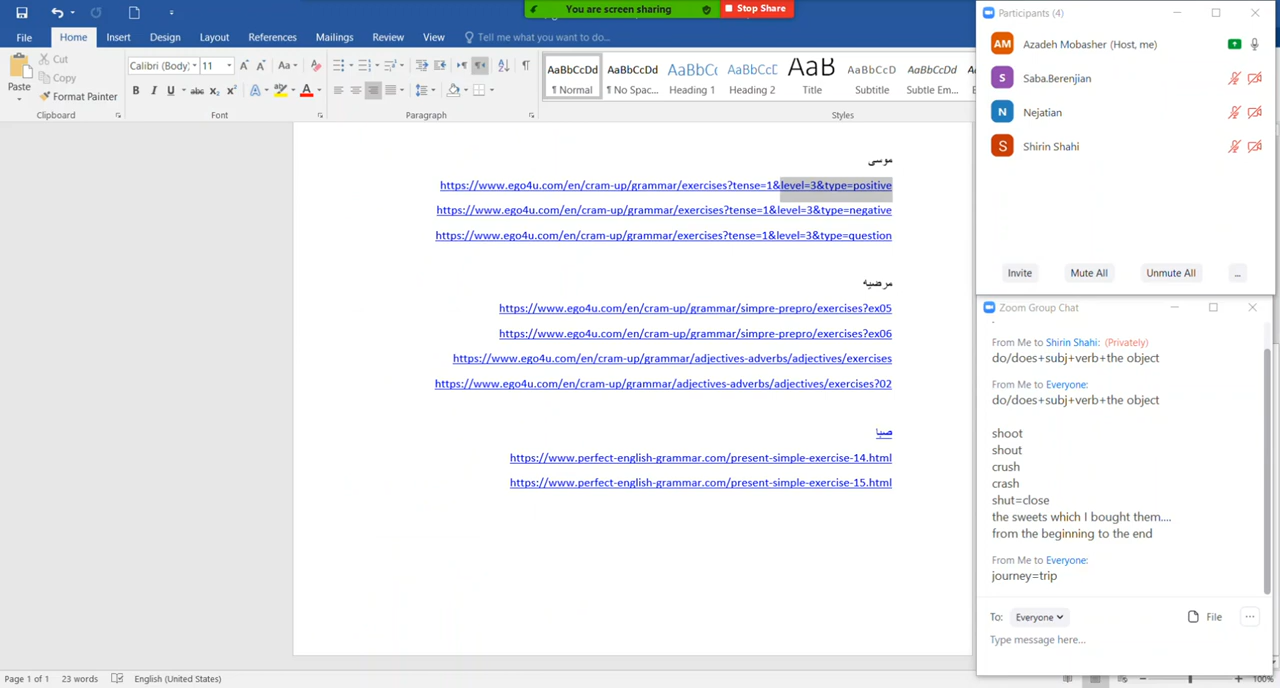 You are screen sharing
Stop Share
File
Home
Insert
Design
Layout
References
Mailings
Review
View
Tell me what you want to do...
Paste
Cut
Copy
Format Painter
Clipboard
Calibri (Body)
11
Font
Paragraph
AaBbCcDd
¶ Normal
AaBbCcDd
¶ No Spac...
AaBbCc
Heading 1
AaBbCcD
Heading 2
AaB
Title
AaBbCcD
Subtitle
AaBbCcDd
Subtle Em...
Styles
موسی
https://www.ego4u.com/en/cram-up/grammar/exercises?tense=1&level=3&type=positive
https://www.ego4u.com/en/cram-up/grammar/exercises?tense=1&level=3&type=negative
https://www.ego4u.com/en/cram-up/grammar/exercises?tense=1&level=3&type=question
مرضیه
https://www.ego4u.com/en/cram-up/grammar/simpre-prepro/exercises?ex05
https://www.ego4u.com/en/cram-up/grammar/simpre-prepro/exercises?ex06
https://www.ego4u.com/en/cram-up/grammar/adjectives-adverbs/adjectives/exercises
https://www.ego4u.com/en/cram-up/grammar/adjectives-adverbs/adjectives/exercises?02
صبا
https://www.perfect-english-grammar.com/present-simple-exercise-14.html
https://www.perfect-english-grammar.com/present-simple-exercise-15.html
Page 1 of 1
23 words
English (United States)
100%
Participants (4)
AM Azadeh Mobasher (Host, me)
S Saba.Berenjian
N Nejatian
S Shirin Shahi
Invite
Mute All
Unmute All
...
Zoom Group Chat
From Me to Shirin Shahi: (Privately)
do/does+subj+verb+the object
From Me to Everyone:
do/does+subj+verb+the object
shoot
shout
crush
crash
shut=close
the sweets which I bought them....
from the beginning to the end
From Me to Everyone:
journey=trip
To: Everyone
File
Type message here...